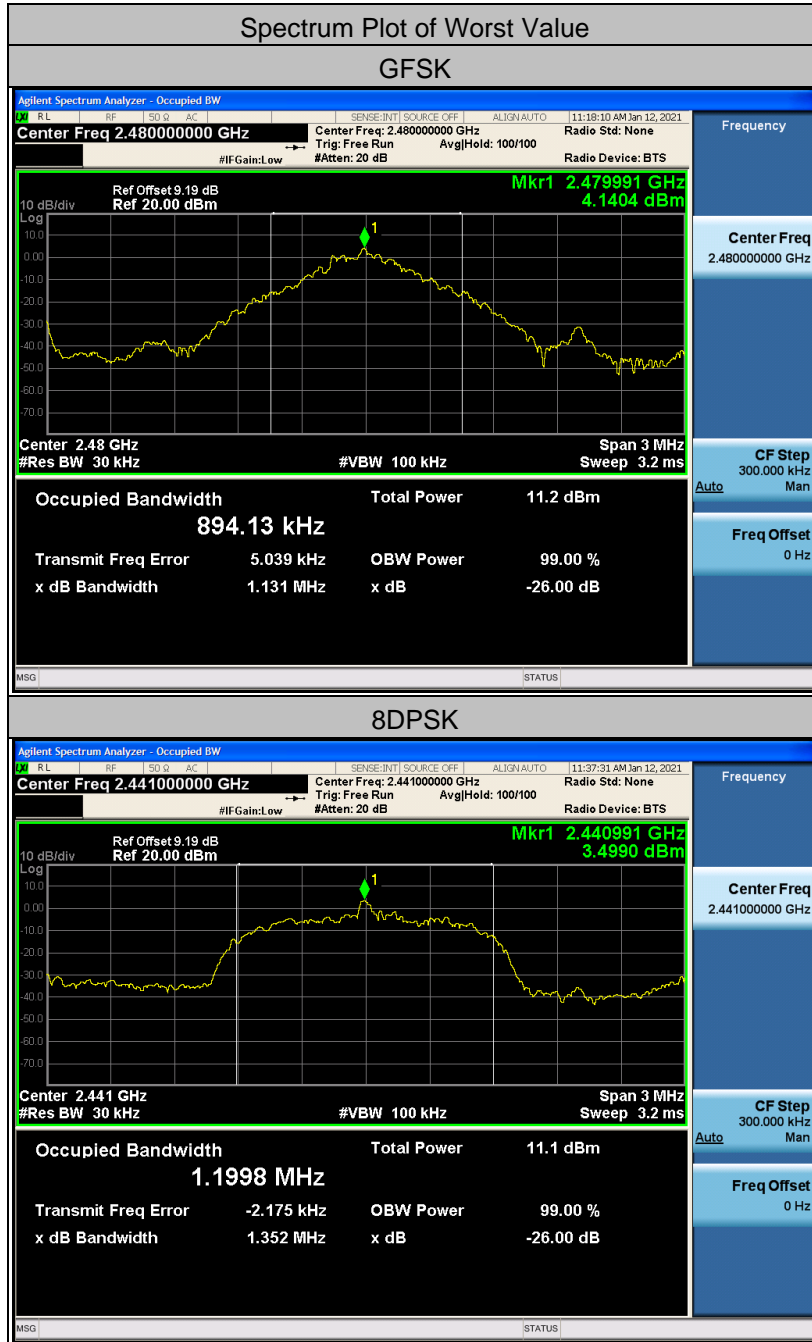 Spectrum Plot of Worst Value
GFSK
Agilent Spectrum Analyzer - Occupied BW
LXI RL RF 50 Ω AC SENSE:INT SOURCE OFF ALIGN AUTO 11:18:10 AM Jan 12, 2021
Center Freq 2.480000000 GHz
Center Freq: 2.480000000 GHz
Radio Std: None
Trig: Free Run Avg|Hold: 100/100
#IFGain:Low #Atten: 20 dB Radio Device: BTS
Frequency
Mkr1 2.479991 GHz
4.1404 dBm
Ref Offset 9.19 dB
10 dB/div Ref 20.00 dBm
Log
10.0
0.00
-10.0
-20.0
-30.0
-40.0
-50.0
-60.0
-70.0
1
Center 2.48 GHz Span 3 MHz
#Res BW 30 kHz #VBW 100 kHz Sweep 3.2 ms
Center Freq
2.480000000 GHz
CF Step
300.000 kHz
Auto Man
Freq Offset
0 Hz
Occupied Bandwidth Total Power 11.2 dBm
894.13 kHz
Transmit Freq Error 5.039 kHz OBW Power 99.00 %
x dB Bandwidth 1.131 MHz x dB -26.00 dB
MSG STATUS
8DPSK
Agilent Spectrum Analyzer - Occupied BW
LXI RL RF 50 Ω AC SENSE:INT SOURCE OFF ALIGN AUTO 11:37:31 AM Jan 12, 2021
Center Freq 2.441000000 GHz
Center Freq: 2.441000000 GHz
Radio Std: None
Trig: Free Run Avg|Hold: 100/100
#IFGain:Low #Atten: 20 dB Radio Device: BTS
Frequency
Mkr1 2.440991 GHz
3.4990 dBm
Ref Offset 9.19 dB
10 dB/div Ref 20.00 dBm
Log
10.0
0.00
-10.0
-20.0
-30.0
-40.0
-50.0
-60.0
-70.0
1
Center 2.441 GHz Span 3 MHz
#Res BW 30 kHz #VBW 100 kHz Sweep 3.2 ms
Center Freq
2.441000000 GHz
CF Step
300.000 kHz
Auto Man
Freq Offset
0 Hz
Occupied Bandwidth Total Power 11.1 dBm
1.1998 MHz
Transmit Freq Error -2.175 kHz OBW Power 99.00 %
x dB Bandwidth 1.352 MHz x dB -26.00 dB
MSG STATUS